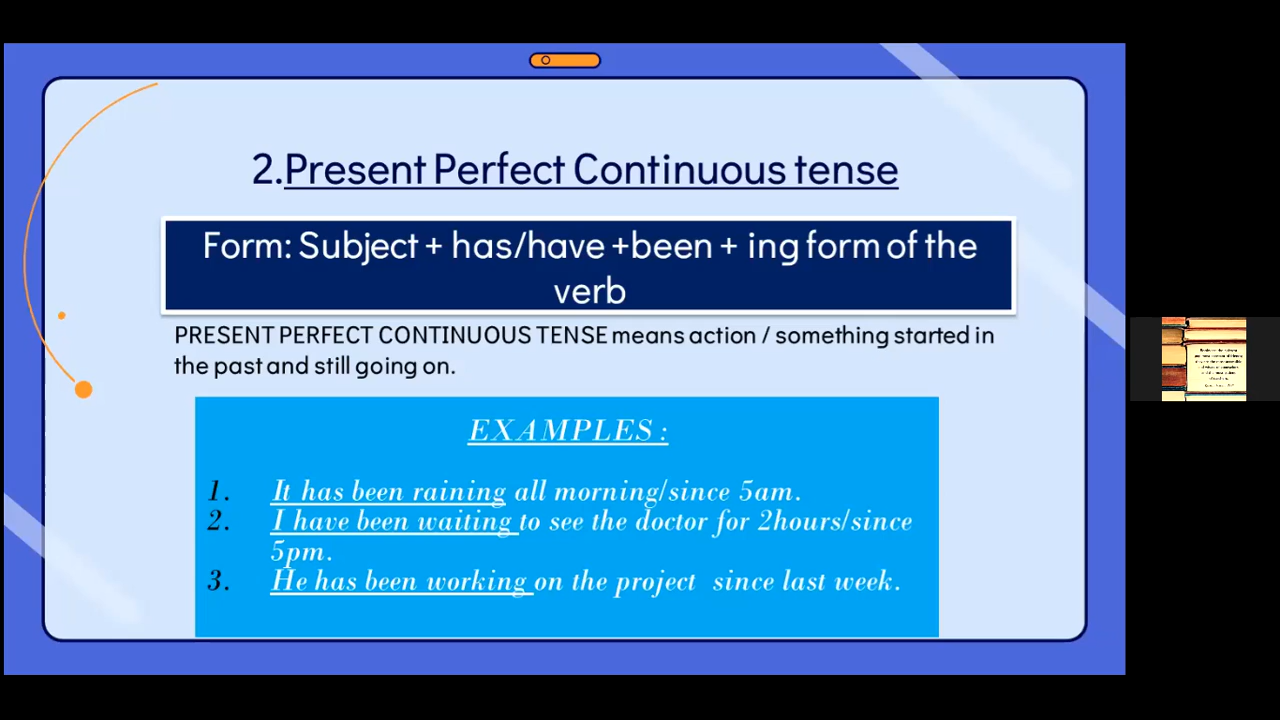 2.Present Perfect Continuous tense
Form: Subject + has/have +been + ing form of the
verb
PRESENT PERFECT CONTINUOUS TENSE means action / something started in
the past and still going on.
EXAMPLES :
1. It has been raining all morning/since 5am.
2. I have been waiting to see the doctor for 2hours/since
5pm.
3. He has been working on the project since last week.